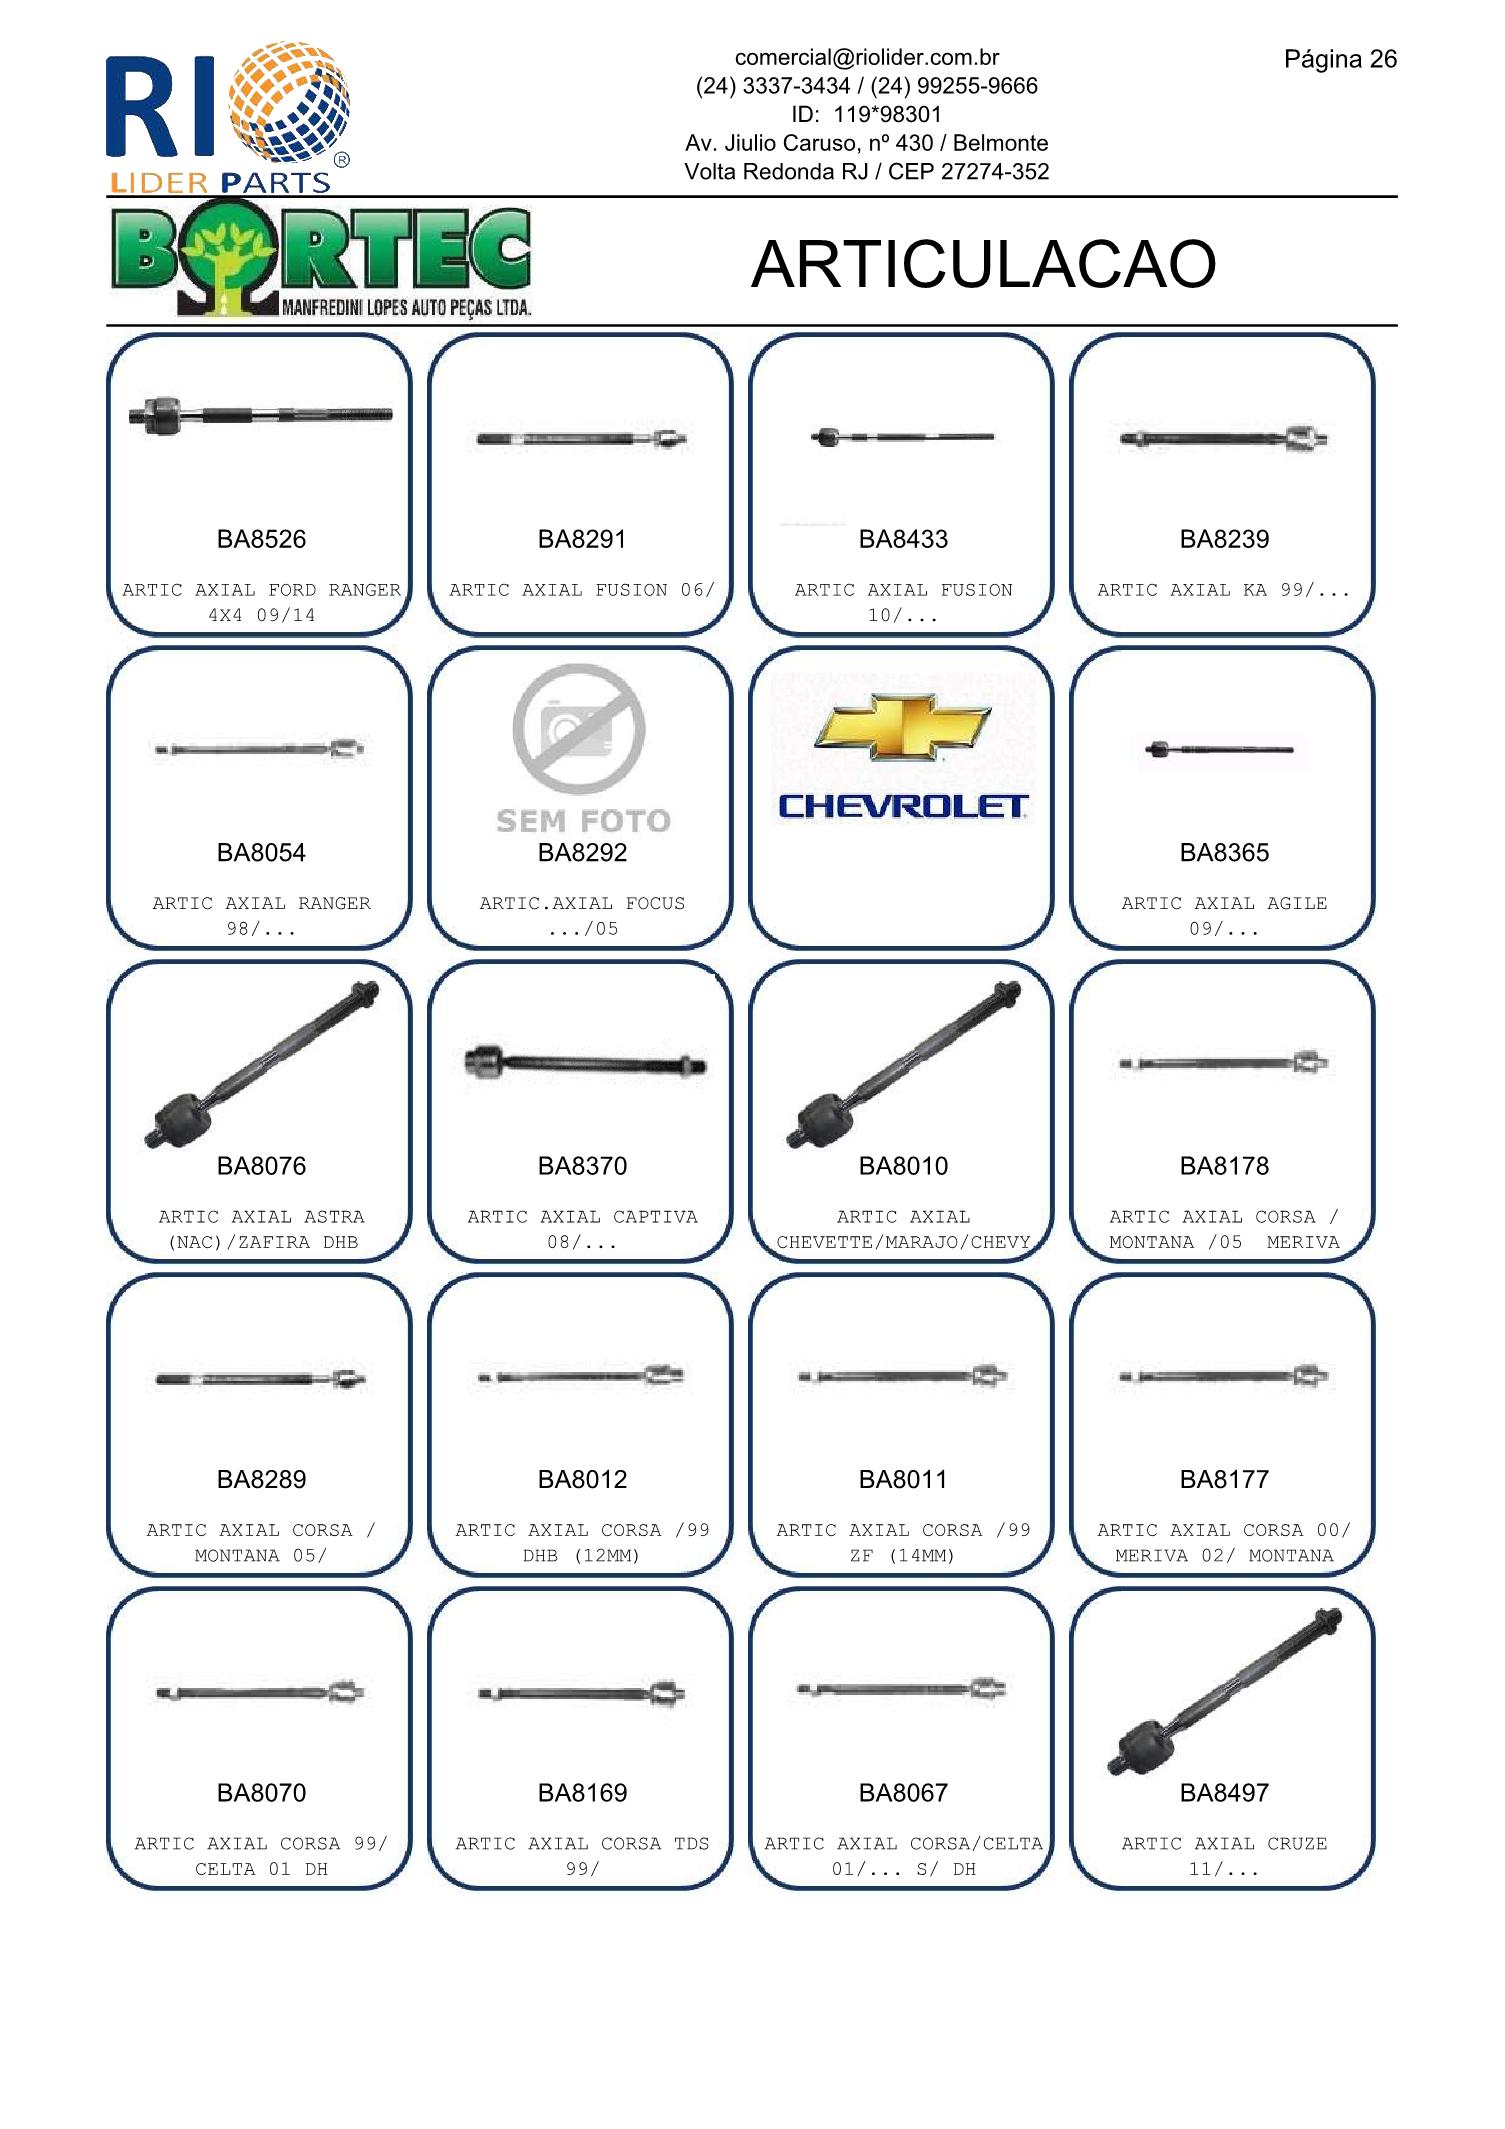 RIO
LIDER PARTS
®
comercial@riolider.com.br
(24) 3337-3434 / (24) 99255-9666
ID:  119*98301
Av. Jiulio Caruso, nº 430 / Belmonte
Volta Redonda RJ / CEP 27274-352
Página 26
BORTEC
MANFREDINI LOPES AUTO PEÇAS LTDA.
ARTICULACAO
BA8526
ARTIC AXIAL FORD RANGER
4X4 09/14
BA8291
ARTIC AXIAL FUSION 06/
BA8433
ARTIC AXIAL FUSION
10/...
BA8239
ARTIC AXIAL KA 99/...
BA8054
ARTIC AXIAL RANGER
98/...
SEM FOTO
BA8292
ARTIC.AXIAL FOCUS
.../05
CHEVROLET
BA8365
ARTIC AXIAL AGILE
09/...
BA8076
ARTIC AXIAL ASTRA
(NAC)/ZAFIRA DHB
BA8370
ARTIC AXIAL CAPTIVA
08/...
BA8010
ARTIC AXIAL
CHEVETTE/MARAJO/CHEVY
BA8178
ARTIC AXIAL CORSA /
MONTANA /05  MERIVA
BA8289
ARTIC AXIAL CORSA /
MONTANA 05/
BA8012
ARTIC AXIAL CORSA /99
DHB (12MM)
BA8011
ARTIC AXIAL CORSA /99
ZF (14MM)
BA8177
ARTIC AXIAL CORSA 00/
MERIVA 02/ MONTANA
BA8070
ARTIC AXIAL CORSA 99/
CELTA 01 DH
BA8169
ARTIC AXIAL CORSA TDS
99/
BA8067
ARTIC AXIAL CORSA/CELTA
01/... S/ DH
BA8497
ARTIC AXIAL CRUZE
11/...